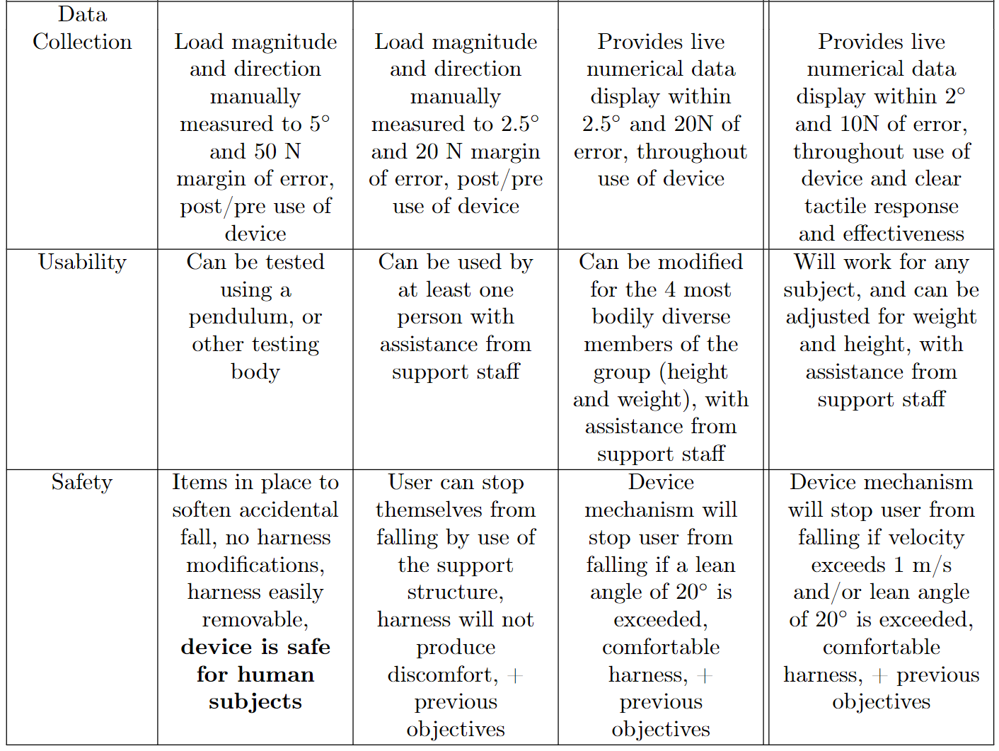 Data
Collection
Load magnitude
and direction
manually
measured to 5°
and 50 N
margin of error,
post/pre use of
device
Load magnitude
and direction
manually
measured to 2.5°
and 20 N margin
of error, post/pre
use of device
Provides live
numerical data
display within
2.5° and 20N of
error, throughout
use of device
Provides live
numerical data
display within 2°
and 10N of error,
throughout use of
device and clear
tactile response
and effectiveness
Usability
Can be tested
using a
pendulum, or
other testing
body
Can be used by
at least one
person with
assistance from
support staff
Can be modified
for the 4 most
bodily diverse
members of the
group (height
and weight), with
assistance from
support staff
Will work for any
subject, and can be
adjusted for weight
and height, with
assistance from
support staff
Safety
Items in place to
soften accidental
fall, no harness
modifications,
harness easily
removable,
device is safe
for human
subjects
User can stop
themselves from
falling by use of
the support
structure,
harness will not
produce
discomfort, +
previous
objectives
Device
mechanism will
stop user from
falling if a lean
angle of 20° is
exceeded,
comfortable
harness, +
previous
objectives
Device mechanism
will stop user from
falling if velocity
exceeds 1 m/s
and/or lean angle
of 20° is exceeded,
comfortable
harness, + previous
objectives